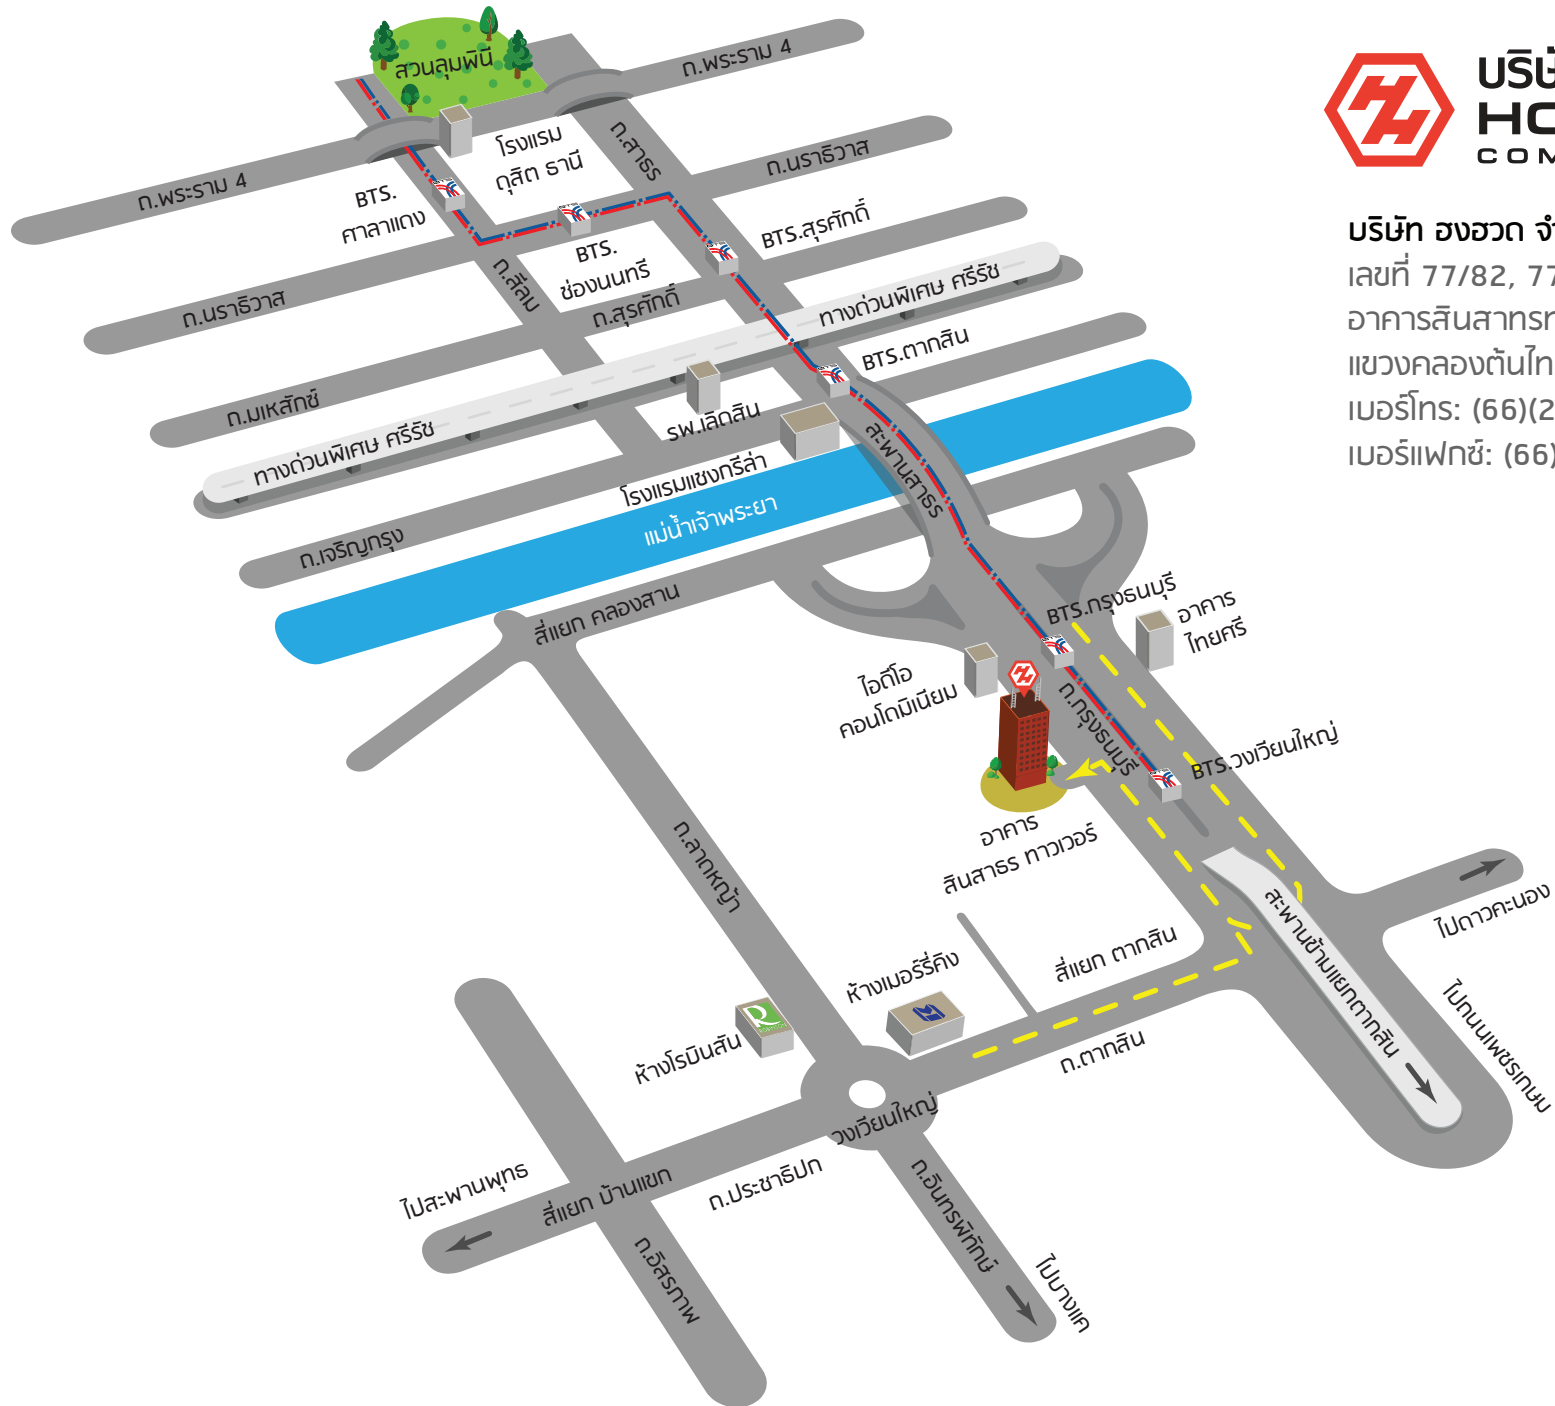 สวนลุมพินี
ถ.พระราม 4
ถ.พระราม 4
โรงแรม
ดุสิต ธานี
ถ.สาธร
ถ.นราธิวาส
BTS.
ศาลาแดง
BTS.
ช่องนนทรี
BTS.สุรศักดิ์
ถ.สีลม
ถ.นราธิวาส
ถ.สุรศักดิ์
ทางด่วนพิเศษ ศรีรัช
BTS.ตากสิน
ถ.มเหสักข์
ทางด่วนพิเศษ ศรีรัช
รพ.เลิดสิน
โรงแรมแชงกรีล่า
สะพานสาธร
ถ.เจริญกรุง
แม่น้ำเจ้าพระยา
สี่แยก คลองสาน
BTS.กรุงธนบุรี
อาคาร
ไทยศรี
ไอดีโอ
คอนโดมิเนียม
ถ.กรุงธนบุรี
BTS.วงเวียนใหญ่
อาคาร
สินสาธร ทาวเวอร์
ถ.ลาดหญ้า
สะพานข้ามแยกตากสิน
ไปดาวคะนอง
ไปถนนเพชรเกษม
สี่แยก ตากสิน
ห้างเมอร์รี่คิง
ห้างโรบินสัน
ถ.ตากสิน
วงเวียนใหญ่
ถ.ประชาธิปก
สี่แยก บ้านแขก
ไปสะพานพุทธ
ถ.อินทรพิทักษ์
ไปบางแค
ถ.อิสรภาพ
บริษั
HO
COM
บริษัท ฮงฮวด จำ
เลขที่ 77/82, 77
อาคารสินสาทรท
แขวงคลองต้นไท
เบอร์โทร: (66)(2
เบอร์แฟกซ์: (66)